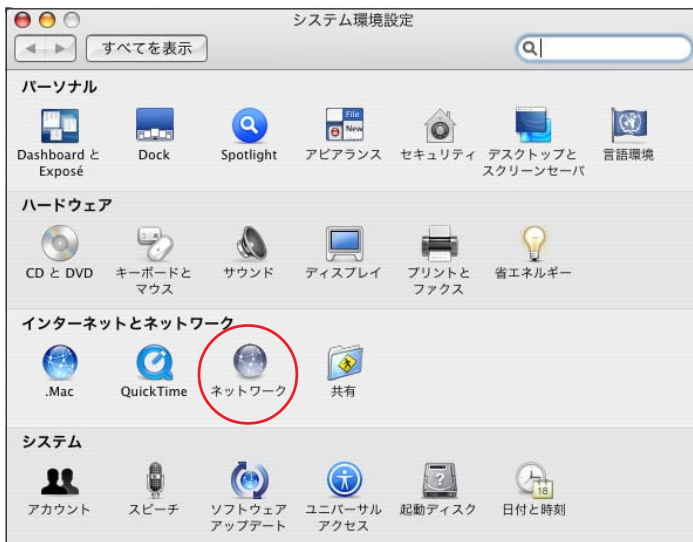 システム環境設定
すべてを表示
パーソナル
File
New
Dashboard と Dock Spotlight アピアランス セキュリティ デスクトップと 言語環境
Exposé スクリーンセーバ
ハードウェア
CD と DVD キーボードと サウンド ディスプレイ プリントと 省エネルギー
マウス ファクス
インターネットとネットワーク
.Mac QuickTime ネットワーク 共有
システム
18
アカウント スピーチ ソフトウェア ユニバーサル 起動ディスク 日付と時刻
アップデート アクセス